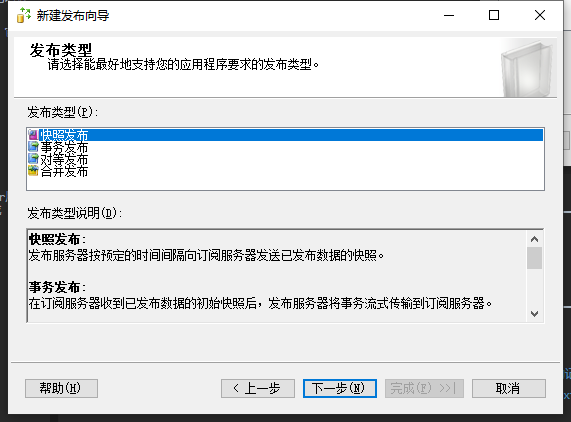 新建发布向导
发布类型
请选择能最好地支持您的应用程序要求的发布类型。
发布类型(P):
快照发布
事务发布
对等发布
合并发布
发布类型说明(D):
快照发布:
发布服务器按预定的时间间隔向订阅服务器发送已发布数据的快照。
事务发布:
在订阅服务器收到已发布数据的初始快照后，发布服务器将事务流式传输到订阅服务器。
帮助(H)
< 上一步
下一步(N)
完成(F) >>|
取消